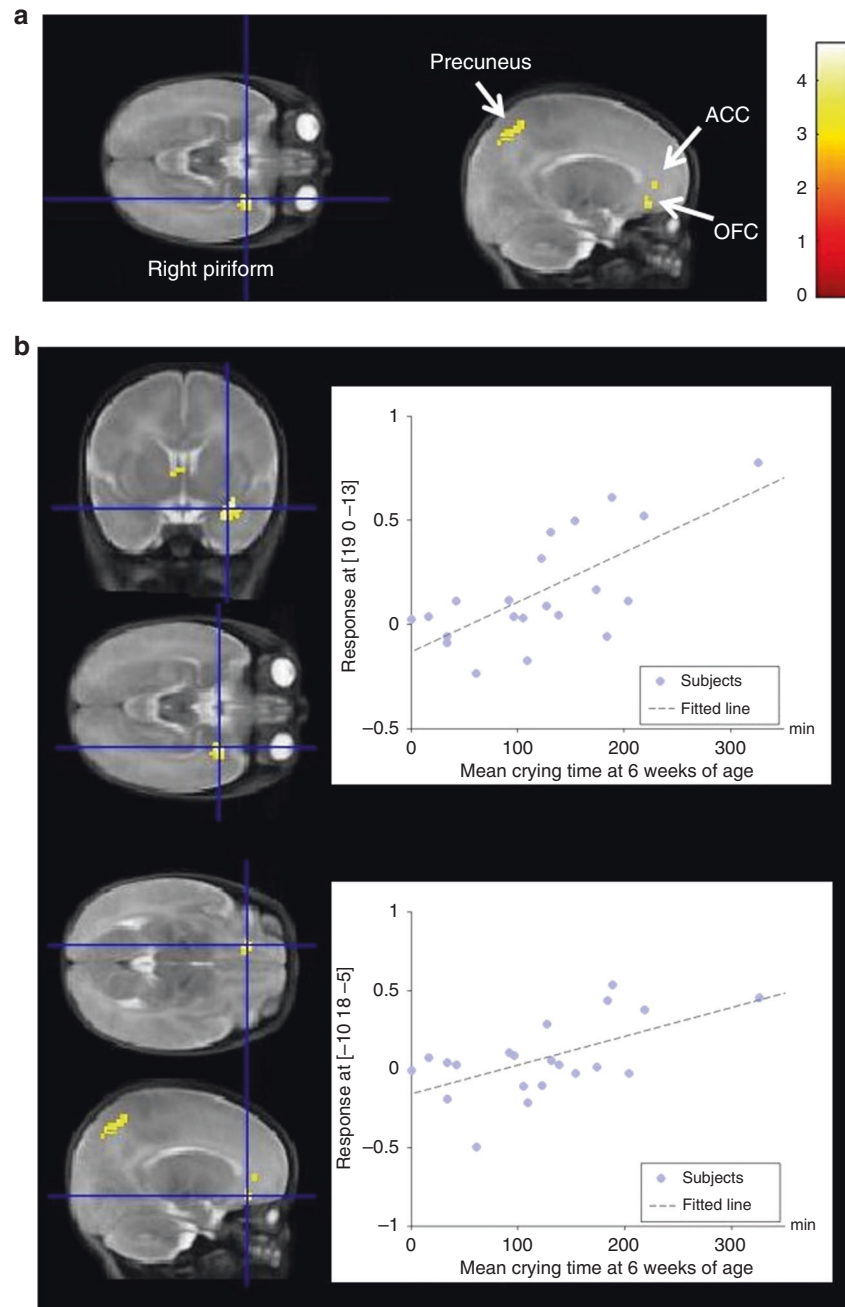 a
Precuneus
ACC
OFC
Right piriform
4
3
2
1
0
b
1
0.5
0
–0.5
Response at [19 0 –13]
Subjects
Fitted line
min
0 100 200 300
Mean crying time at 6 weeks of age
1
0.5
0
–0.5
–1
Response at [–10 18 –5]
Subjects
Fitted line
min
0 100 200 300
Mean crying time at 6 weeks of age